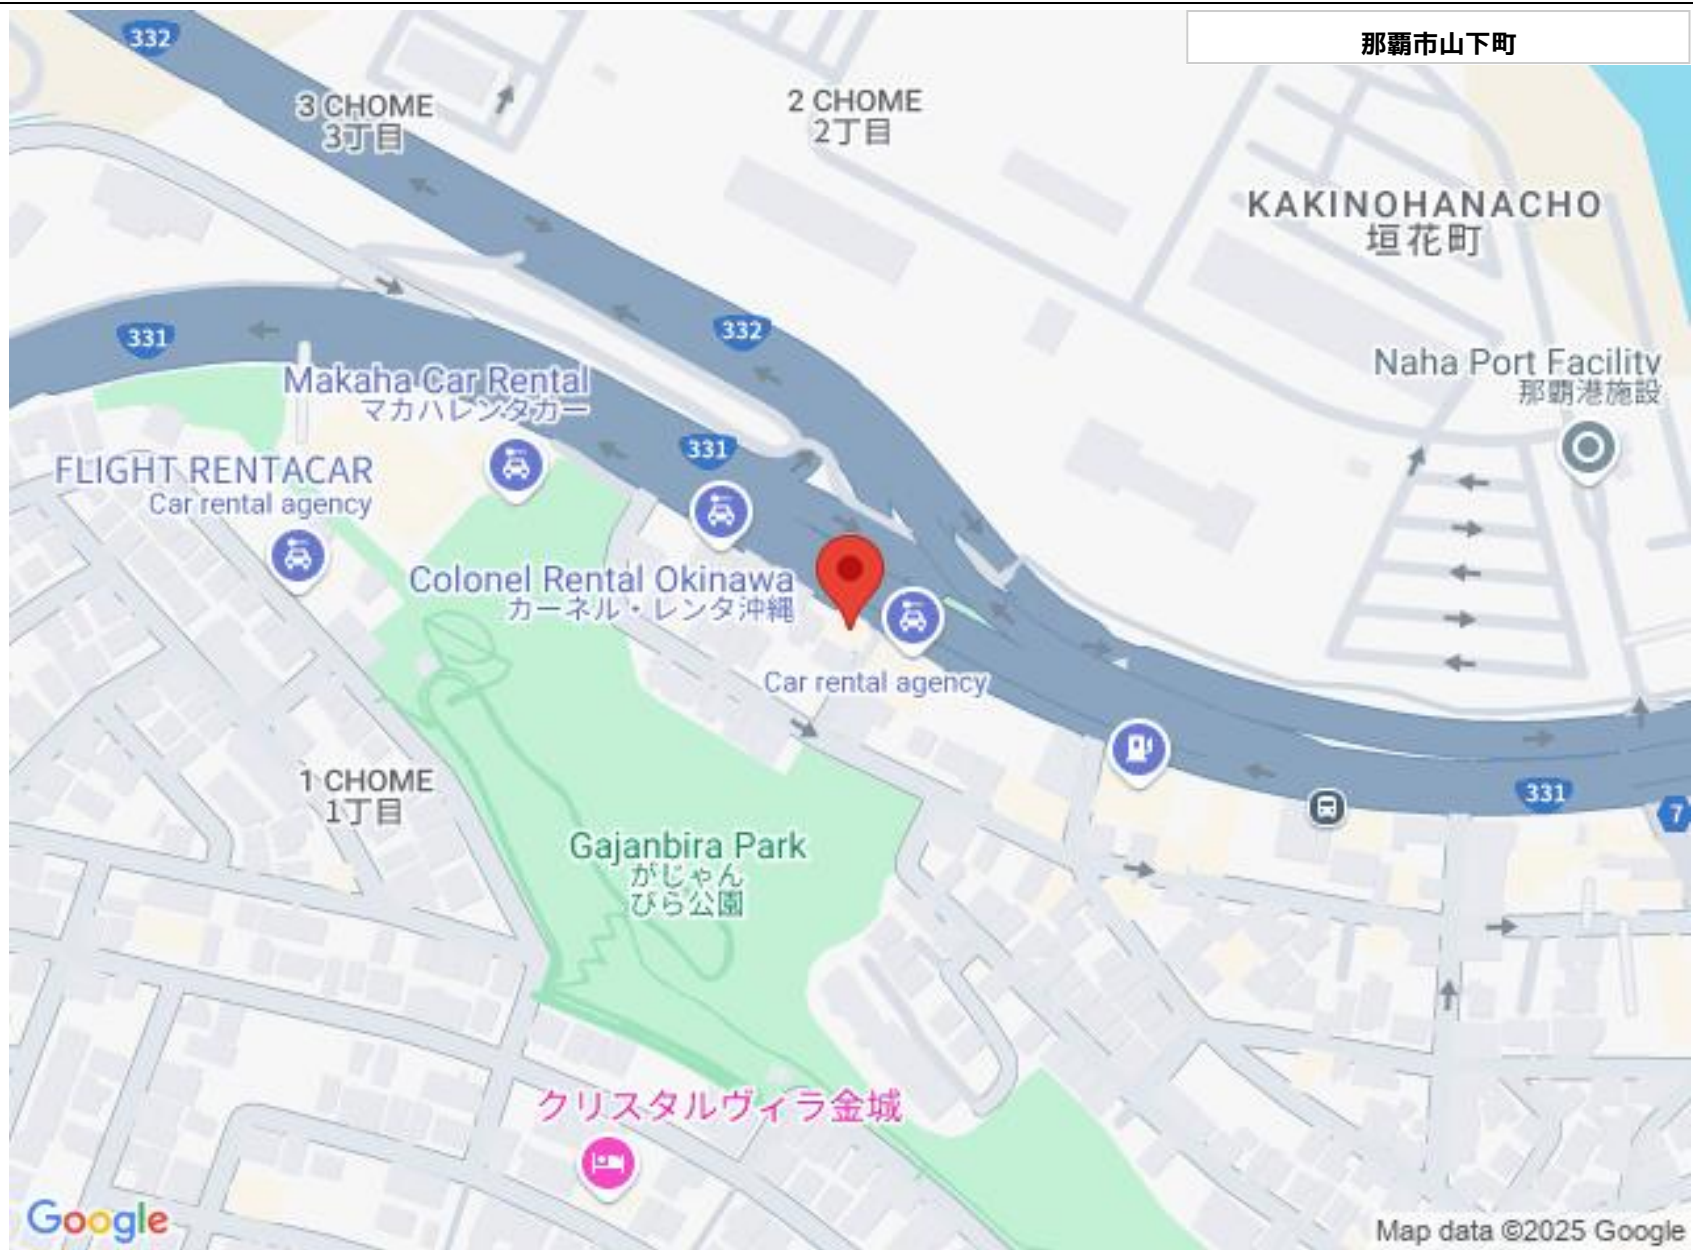 那覇市山下町
332
3 CHOME
3丁目
2 CHOME
2丁目
KAKINOHANACHO
垣花町
331
332
Naha Port Facility
那覇港施設
Makaha Car Rental
マカハレンタカー
331
FLIGHT RENTACAR
Car rental agency
Colonel Rental Okinawa
カーネル・レンタ沖縄
Car rental agency
1 CHOME
1丁目
331
7
Gajanbira Park
がじゃん
びら公園
クリスタルヴィラ金城
Google
Map data ©2025 Google